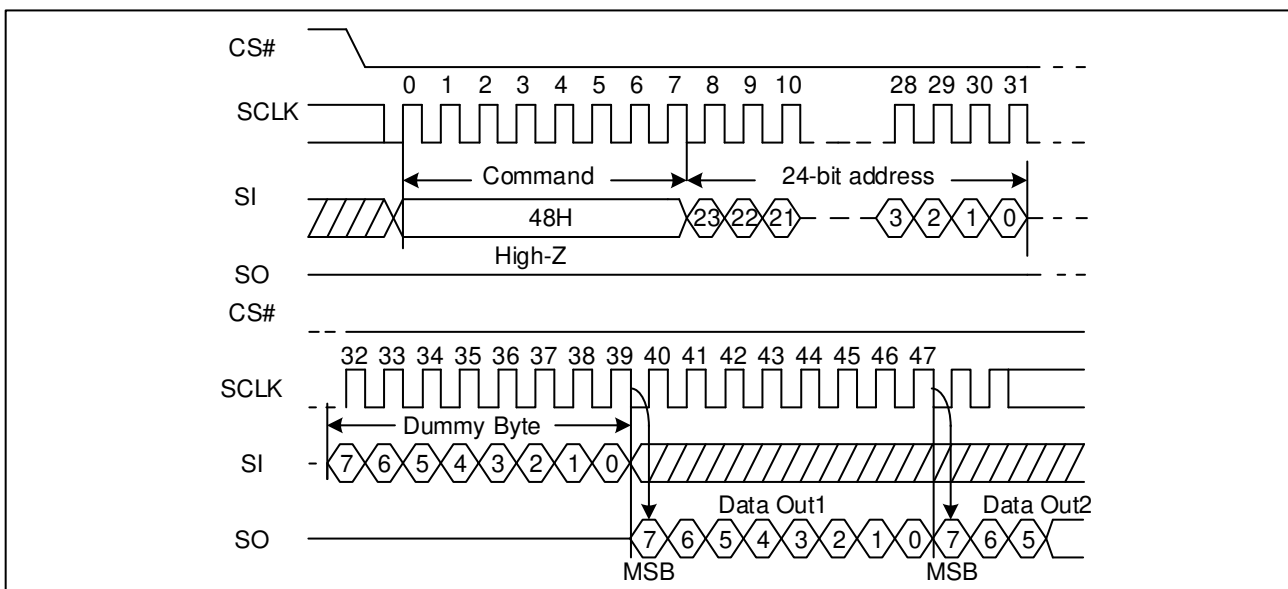 CS#
0 1 2 3 4 5 6 7 8 9 10 28 29 30 31
SCLK
Command 24-bit address
SI
48H 23 22 21 3 2 1 0
High-Z
SO
CS#
32 33 34 35 36 37 38 39 40 41 42 43 44 45 46 47
SCLK
Dummy Byte
SI 7 6 5 4 3 2 1 0
Data Out1 Data Out2
SO 7 6 5 4 3 2 1 0 7 6 5
MSB MSB